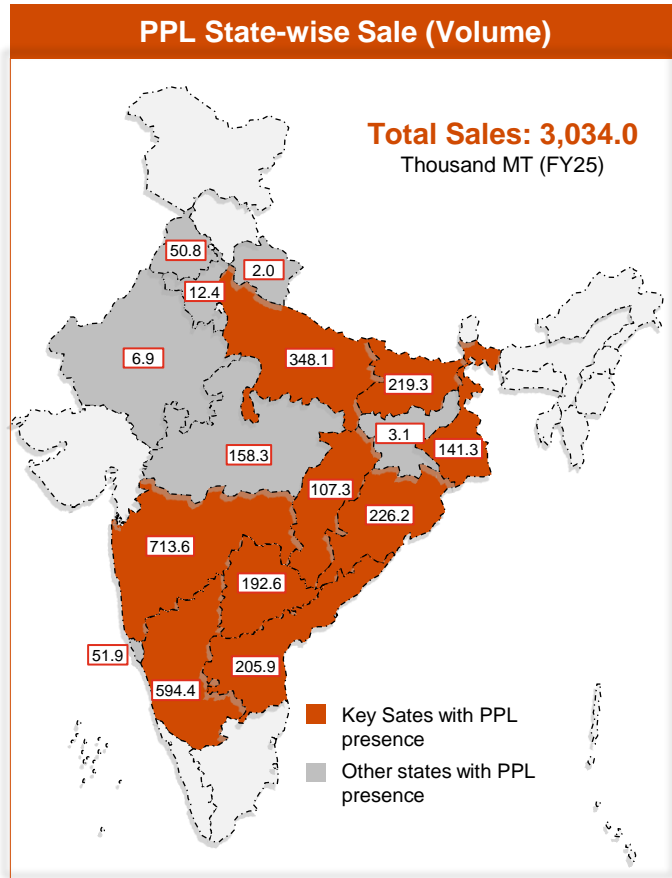 PPL State-wise Sale (Volume)
Total Sales: 3,034.0
Thousand MT (FY25)
50.8
2.0
12.4
6.9
348.1
219.3
3.1
158.3
141.3
107.3
226.2
713.6
192.6
51.9
205.9
594.4
Key Sates with PPL
presence
Other states with PPL
presence